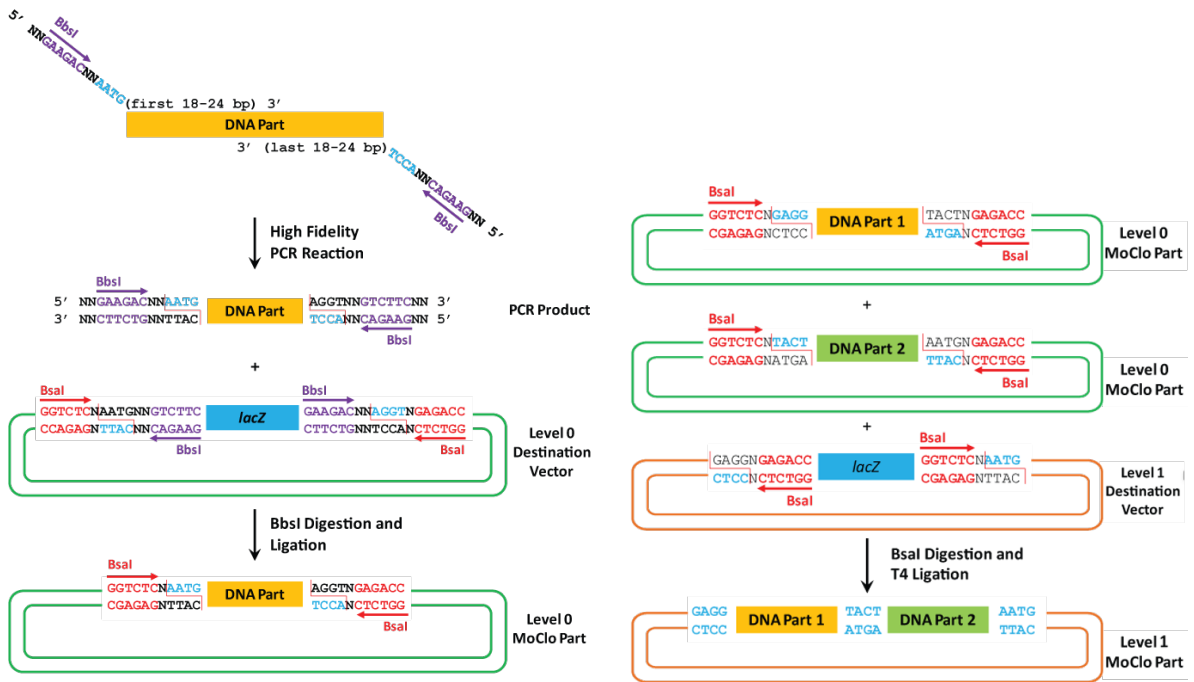 5'
BbsI
NNGAAGACNNAATG
(first 18-24 bp) 3'
DNA Part
3' (last 18-24 bp)
TCCANNCAGAAGNN
BbsI
5'
High Fidelity
PCR Reaction
BbsI
5' NNGAAGACNNAATG
3' NNCTTCTGNNTTAC
DNA Part
AGGTNNGTCTTCNN 3'
TCCANNCAGAAGNN 5'
BbsI
PCR Product
+
BsaI
GGTCTCNAATGNNGTCTTC
CCAGAGNTTACNNCAGAAG
BbsI
lacZ
BbsI
GAAGACNNAGGTNGAGACC
CTTCTGNNTCCANCTCTGG
BsaI
Level 0
Destination
Vector
BbsI Digestion and
Ligation
BsaI
GGTCTCNAATG
CGAGAGNTTAC
DNA Part
AGGTNGAGACC
TCCANCTCTGG
BsaI
Level 0
MoClo Part
BsaI
GGTCTCNGAGG
CGAGAGNCTCC
DNA Part 1
TACTNGAGACC
ATGANCTCTGG
BsaI
Level 0
MoClo Part
+
BsaI
GGTCTCNTACT
CGAGAGNATGA
DNA Part 2
AATGNGAGACC
TTACNCTCTGG
BsaI
Level 0
MoClo Part
+
GAGGNGAGACC
CTCCNCTCTGG
BsaI
lacZ
BsaI
GGTCTCNAATG
CGAGAGNTTAC
Level 1
Destination
Vector
BsaI Digestion and
T4 Ligation
GAGG
CTCC
DNA Part 1
TACT
ATGA
DNA Part 2
AATG
TTAC
Level 1
MoClo Part